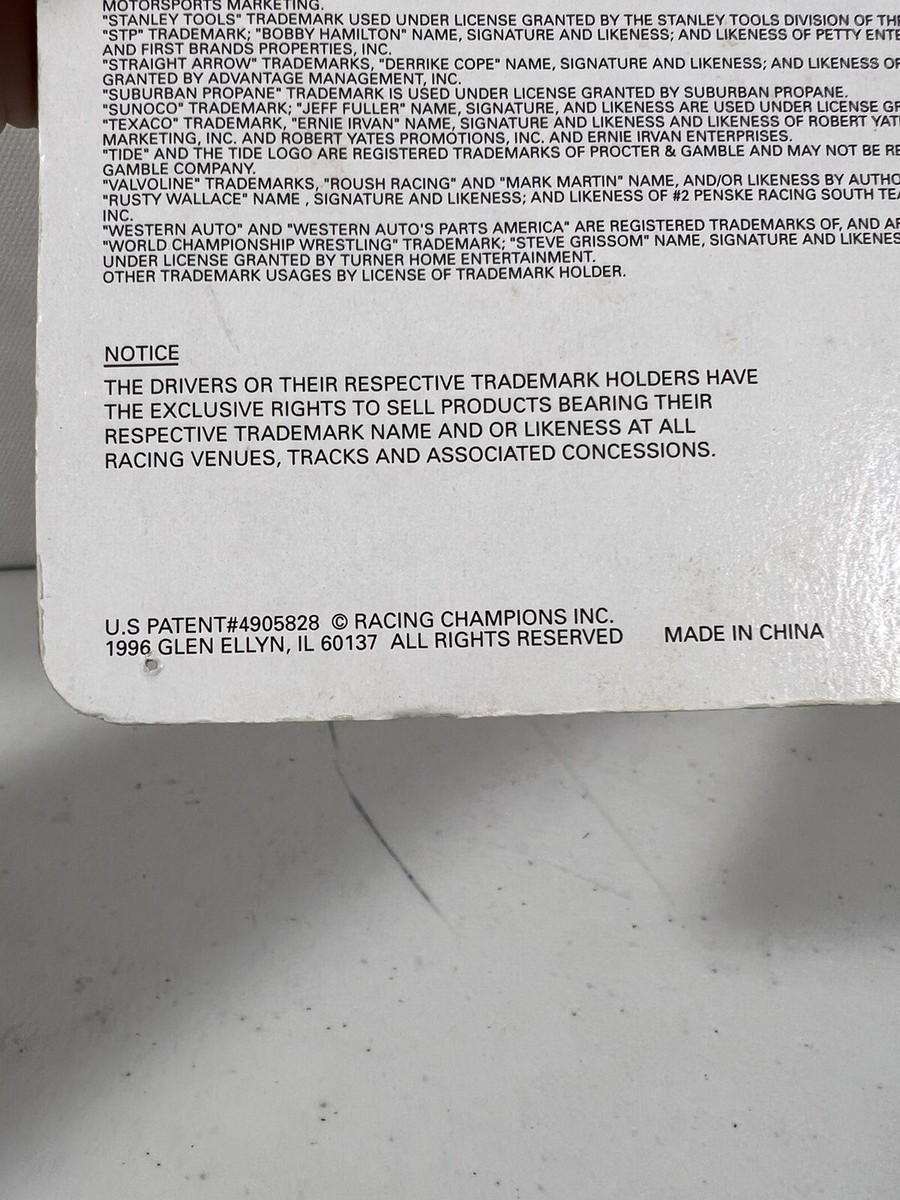 MOTORSPORTS MARKETING.
"STANLEY TOOLS" TRADEMARK USED UNDER LICENSE GRANTED BY THE STANLEY TOOLS DIVISION OF THE
"STP" TRADEMARK; "BOBBY HAMILTON" NAME, SIGNATURE AND LIKENESS; AND LIKENESS OF PETTY ENTE
AND FIRST BRANDS PROPERTIES, INC.
"STRAIGHT ARROW" TRADEMARKS, "DERRIKE COPE" NAME, SIGNATURE AND LIKENESS; AND LIKENESS OF
GRANTED BY ADVANTAGE MANAGEMENT, INC.
"SUBURBAN PROPANE" TRADEMARK IS USED UNDER LICENSE GRANTED BY SUBURBAN PROPANE.
"SUNOCO" TRADEMARK; "JEFF FULLER" NAME, SIGNATURE, AND LIKENESS ARE USED UNDER LICENSE GR
"TEXACO" TRADEMARK, "ERNIE IRVAN" NAME, SIGNATURE AND LIKENESS AND LIKENESS OF ROBERT YAT
MARKETING, INC. AND ROBERT YATES PROMOTIONS, INC. AND ERNIE IRVAN ENTERPRISES.
"TIDE" AND THE TIDE LOGO ARE REGISTERED TRADEMARKS OF PROCTER & GAMBLE AND MAY NOT BE RE
GAMBLE COMPANY.
"VALVOLINE" TRADEMARKS, "ROUSH RACING" AND "MARK MARTIN" NAME, AND/OR LIKENESS BY AUTHO
"RUSTY WALLACE" NAME , SIGNATURE AND LIKENESS; AND LIKENESS OF #2 PENSKE RACING SOUTH TEA
INC.
"WESTERN AUTO" AND "WESTERN AUTO'S PARTS AMERICA" ARE REGISTERED TRADEMARKS OF, AND AR
"WORLD CHAMPIONSHIP WRESTLING" TRADEMARK; "STEVE GRISSOM" NAME, SIGNATURE AND LIKENES
UNDER LICENSE GRANTED BY TURNER HOME ENTERTAINMENT.
OTHER TRADEMARK USAGES BY LICENSE OF TRADEMARK HOLDER.
NOTICE
THE DRIVERS OR THEIR RESPECTIVE TRADEMARK HOLDERS HAVE
THE EXCLUSIVE RIGHTS TO SELL PRODUCTS BEARING THEIR
RESPECTIVE TRADEMARK NAME AND OR LIKENESS AT ALL
RACING VENUES, TRACKS AND ASSOCIATED CONCESSIONS.
U.S PATENT#4905828 © RACING CHAMPIONS INC.
1996 GLEN ELLYN, IL 60137 ALL RIGHTS RESERVED MADE IN CHINA